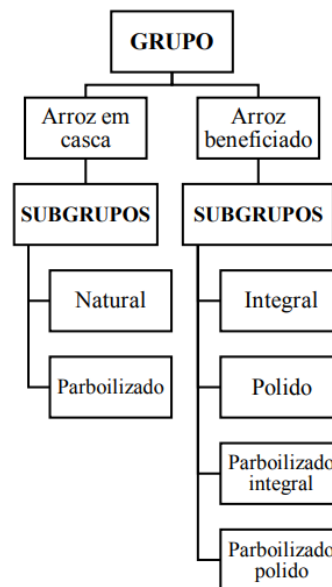 GRUPO
Arroz em
casca
Arroz
beneficiado
SUBGRUPOS
SUBGRUPOS
Natural
Integral
Parboilizado
Polido
Parboilizado
integral
Parboilizado
polido